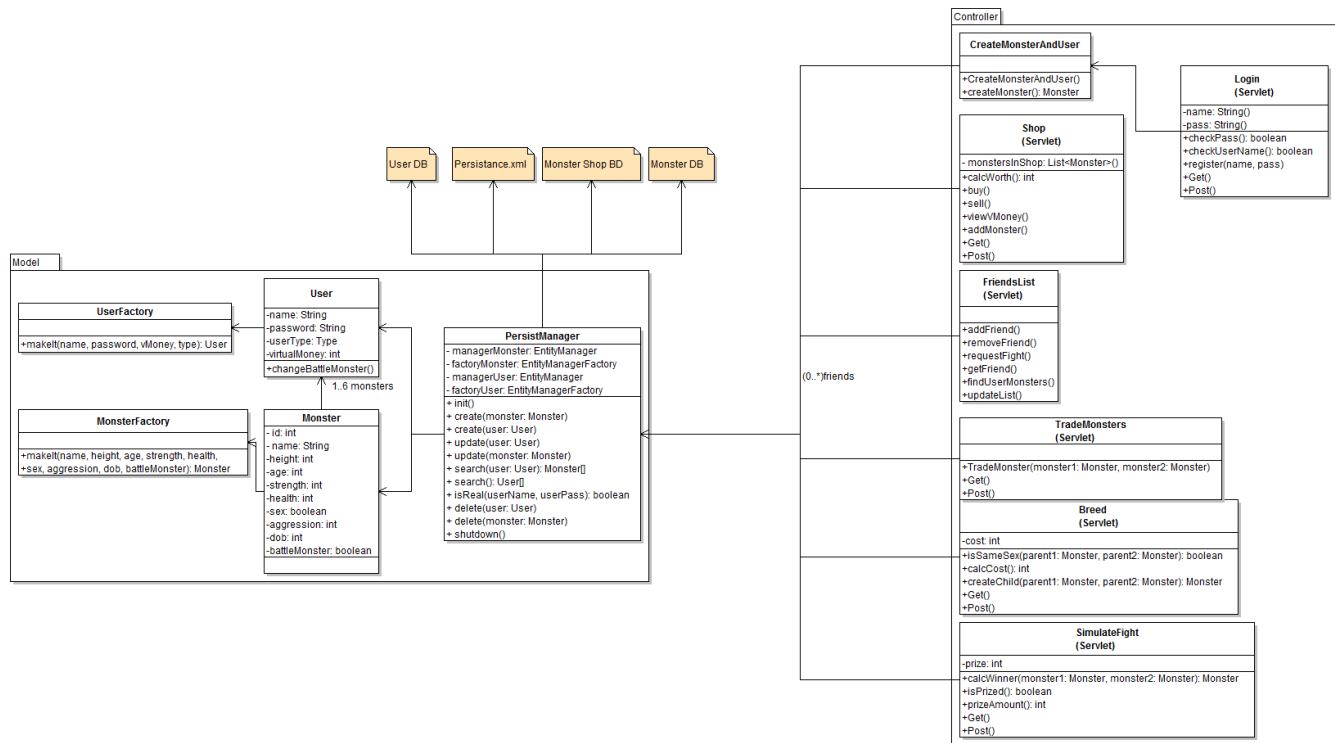 Controller
CreateMonsterAndUser
+CreateMonsterAndUser()
+createMonster(): Monster
Login
(Servlet)
-name: String()
-pass: String()
+checkPass(): boolean
+checkUserName(): boolean
+register(name, pass)
+Get()
+Post()
Shop
(Servlet)
- monstersInShop: List<Monster>()
+calcWorth(): int
+buy()
+sell()
+viewVMoney()
+addMonster()
+Get()
+Post()
User DB
Persistance.xml
Monster Shop BD
Monster DB
Model
UserFactory
+makeIt(name, password, vMoney, type): User
User
-name: String
-password: String
-userType: Type
-virtualMoney: int
+changeBattleMonster()
1..6 monsters
MonsterFactory
+makeIt(name, height, age, strength, health,
+sex, aggression, dob, battleMonster): Monster
Monster
- id: int
- name: String
-height: int
-age: int
-strength: int
-health: int
-sex: boolean
-aggression: int
-dob: int
-battleMonster: boolean
PersistManager
- managerMonster: EntityManager
- factoryMonster: EntityManagerFactory
- managerUser: EntityManager
- factoryUser: EntityManagerFactory
+ init()
+ create(monster: Monster)
+ create(user: User)
+ update(user: User)
+ update(monster: Monster)
+ search(user: User): Monster[]
+ search(): User[]
+ isReal(userName, userPass): boolean
+ delete(user: User)
+ delete(monster: Monster)
+ shutdown()
(0..*)friends
FriendsList
(Servlet)
+addFriend()
+removeFriend()
+requestFight()
+getFriend()
+findUserMonsters()
+updateList()
TradeMonsters
(Servlet)
+TradeMonster(monster1: Monster, monster2: Monster)
+Get()
+Post()
Breed
(Servlet)
-cost: int
+isSameSex(parent1: Monster, parent2: Monster): boolean
+calcCost(): int
+createChild(parent1: Monster, parent2: Monster): Monster
+Get()
+Post()
SimulateFight
(Servlet)
-prize: int
+calcWinner(monster1: Monster, monster2: Monster): Monster
+isPrized(): boolean
+prizeAmount(): int
+Get()
+Post()